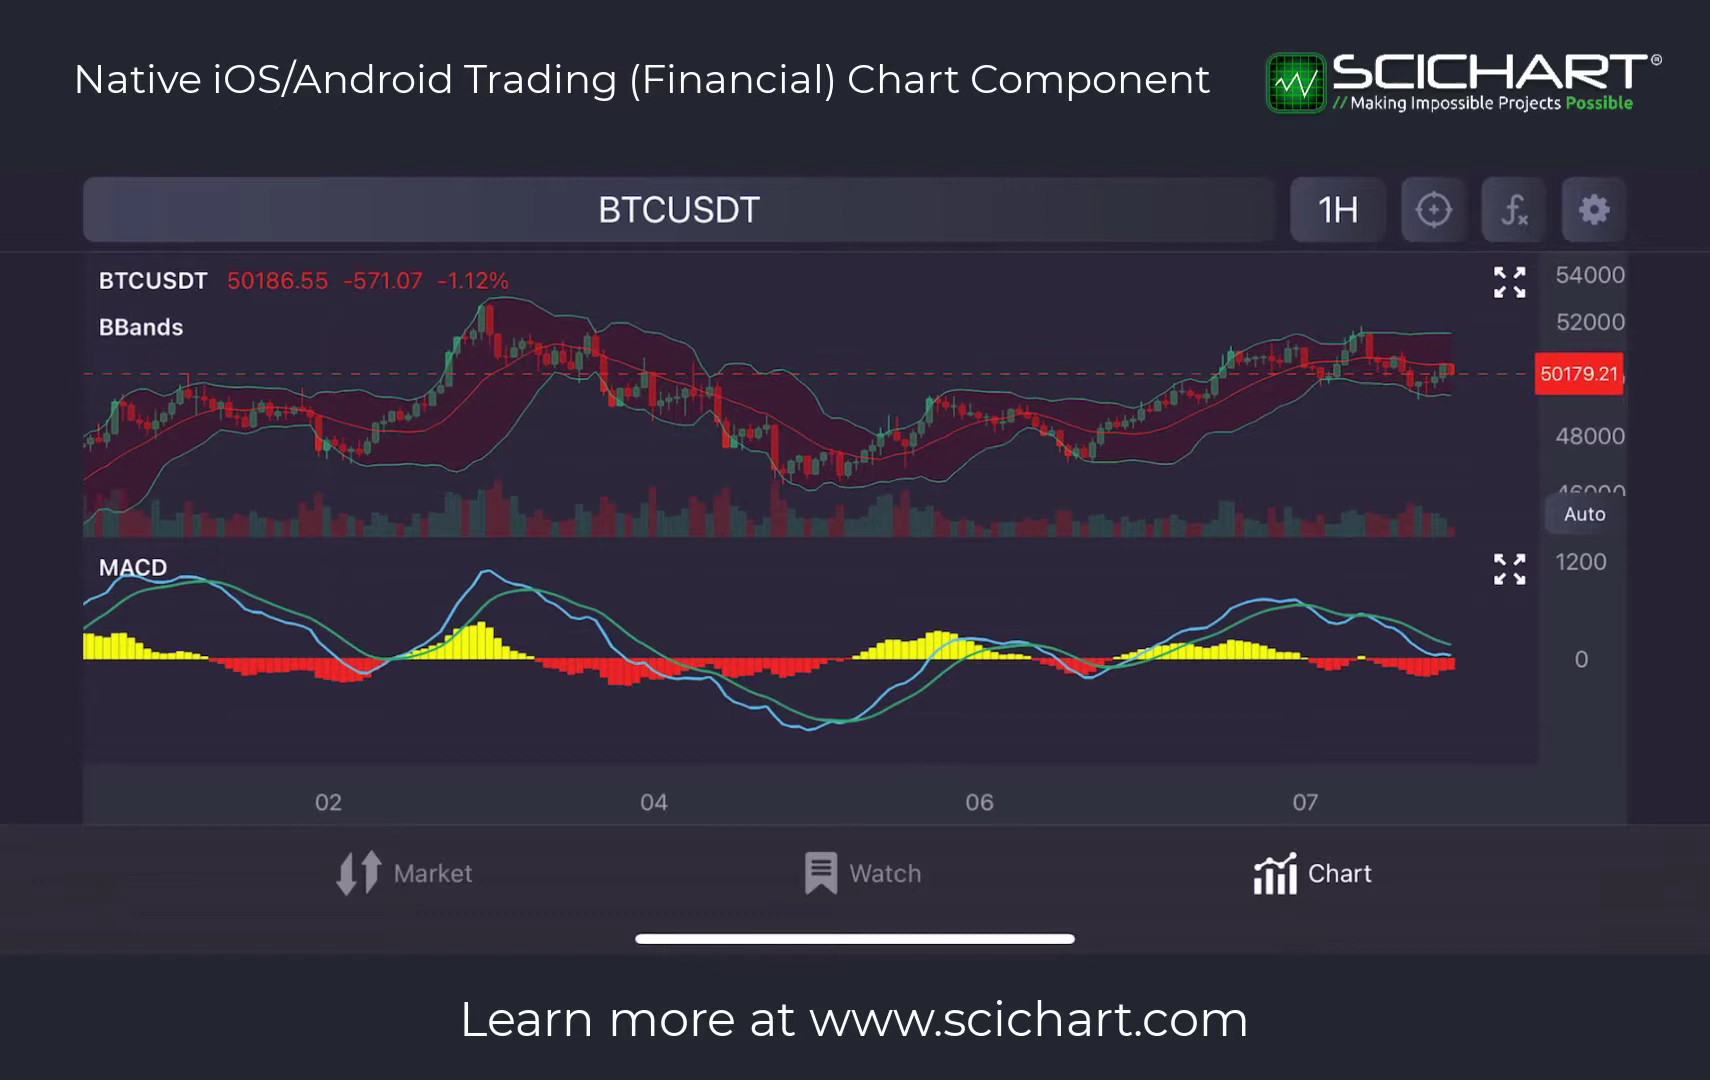 Native iOS/Android Trading (Financial) Chart Component
SCICHART®
// Making Impossible Projects Possible
BTCUSDT
1H
fx
BTCUSDT 50186.55 -571.07 -1.12%
BBands
54000
52000
50179.21
48000
46000
Auto
MACD
1200
0
02 04 06 07
Market Watch Chart
Learn more at www.scichart.com